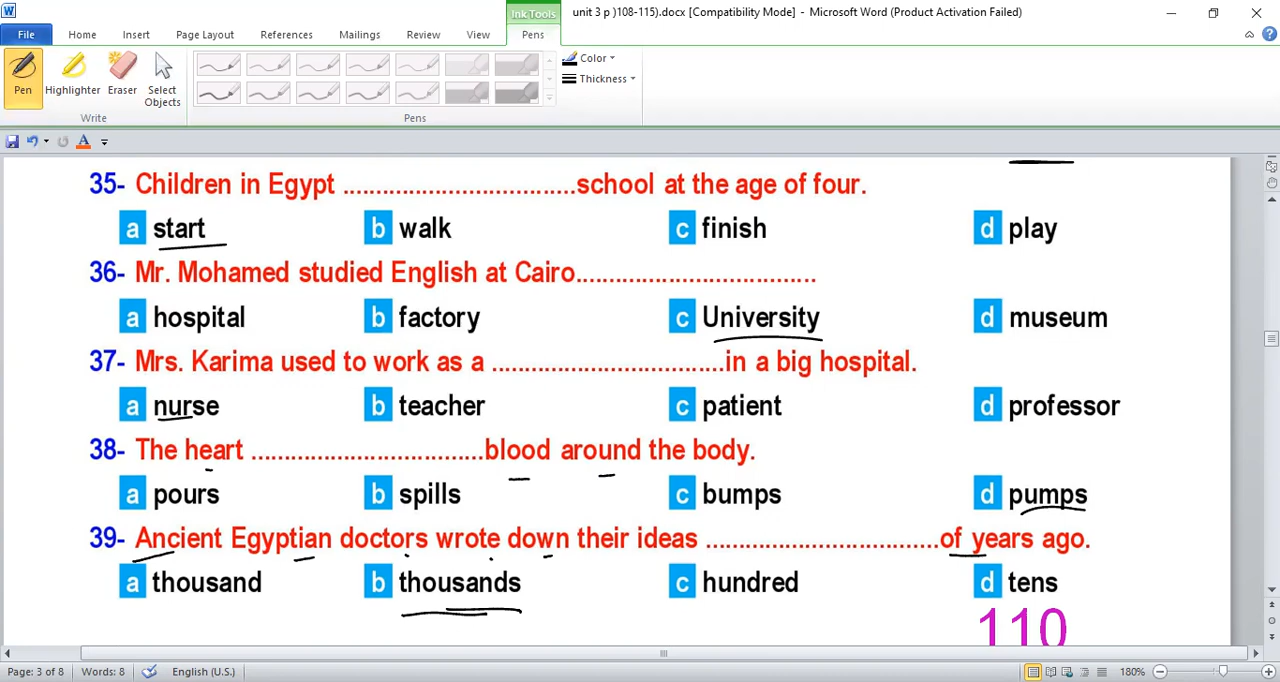 Ink Tools
unit 3 p )108-115).docx [Compatibility Mode] - Microsoft Word (Product Activation Failed)
File Home Insert Page Layout References Mailings Review View Pens
Pen Highlighter Eraser Select Objects
Color
Thickness
Write Pens
35- Children in Egypt ..................................school at the age of four.
a start b walk c finish d play
36- Mr. Mohamed studied English at Cairo....................................
a hospital b factory c University d museum
37- Mrs. Karima used to work as a ..................................in a big hospital.
a nurse b teacher c patient d professor
38- The heart ..................................blood around the body.
a pours b spills c bumps d pumps
39- Ancient Egyptian doctors wrote down their ideas ..................................of years ago.
a thousand b thousands c hundred d tens
110
Page: 3 of 8 Words: 8 English (U.S.) 180%